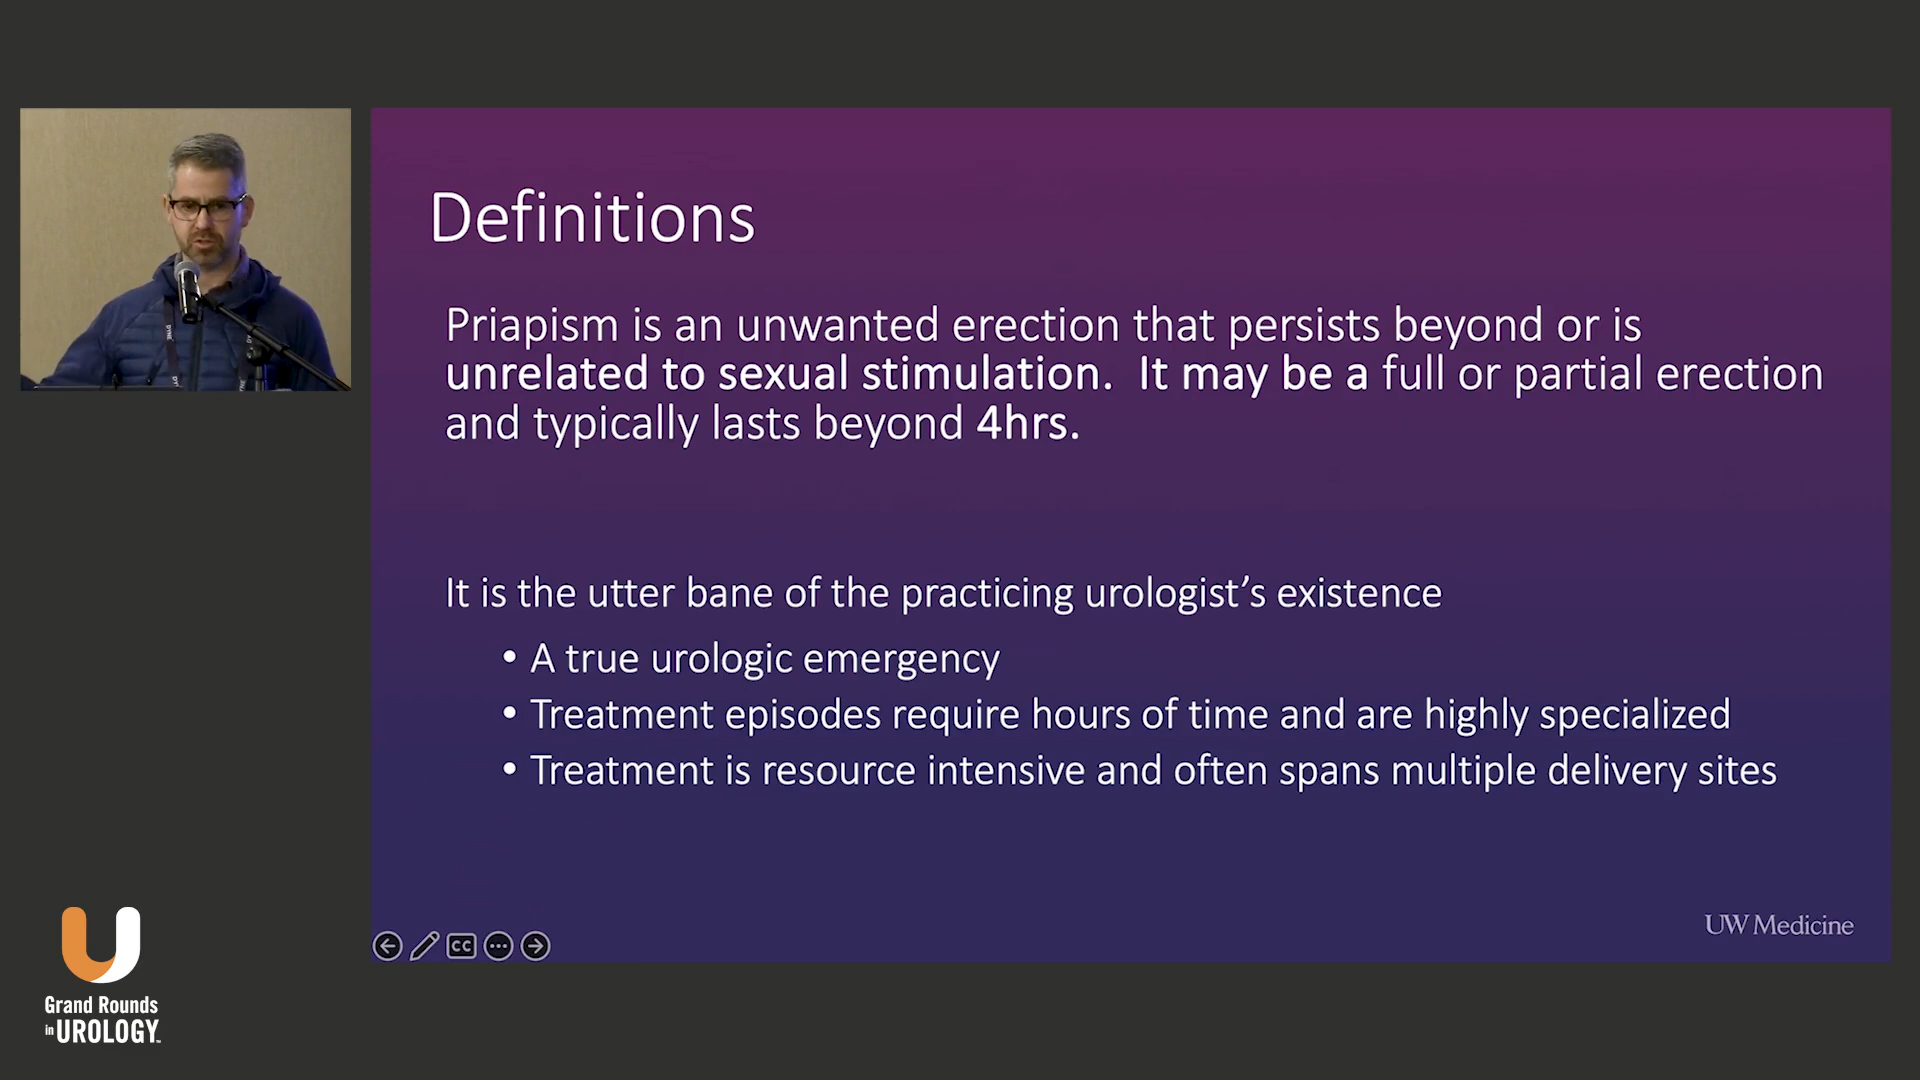 Definitions
Priapism is an unwanted erection that persists beyond or is
unrelated to sexual stimulation. It may be a full or partial erection
and typically lasts beyond 4hrs.
It is the utter bane of the practicing urologist’s existence
• A true urologic emergency
• Treatment episodes require hours of time and are highly specialized
• Treatment is resource intensive and often spans multiple delivery sites
UW Medicine
CC
U
Grand Rounds
in UROLOGY